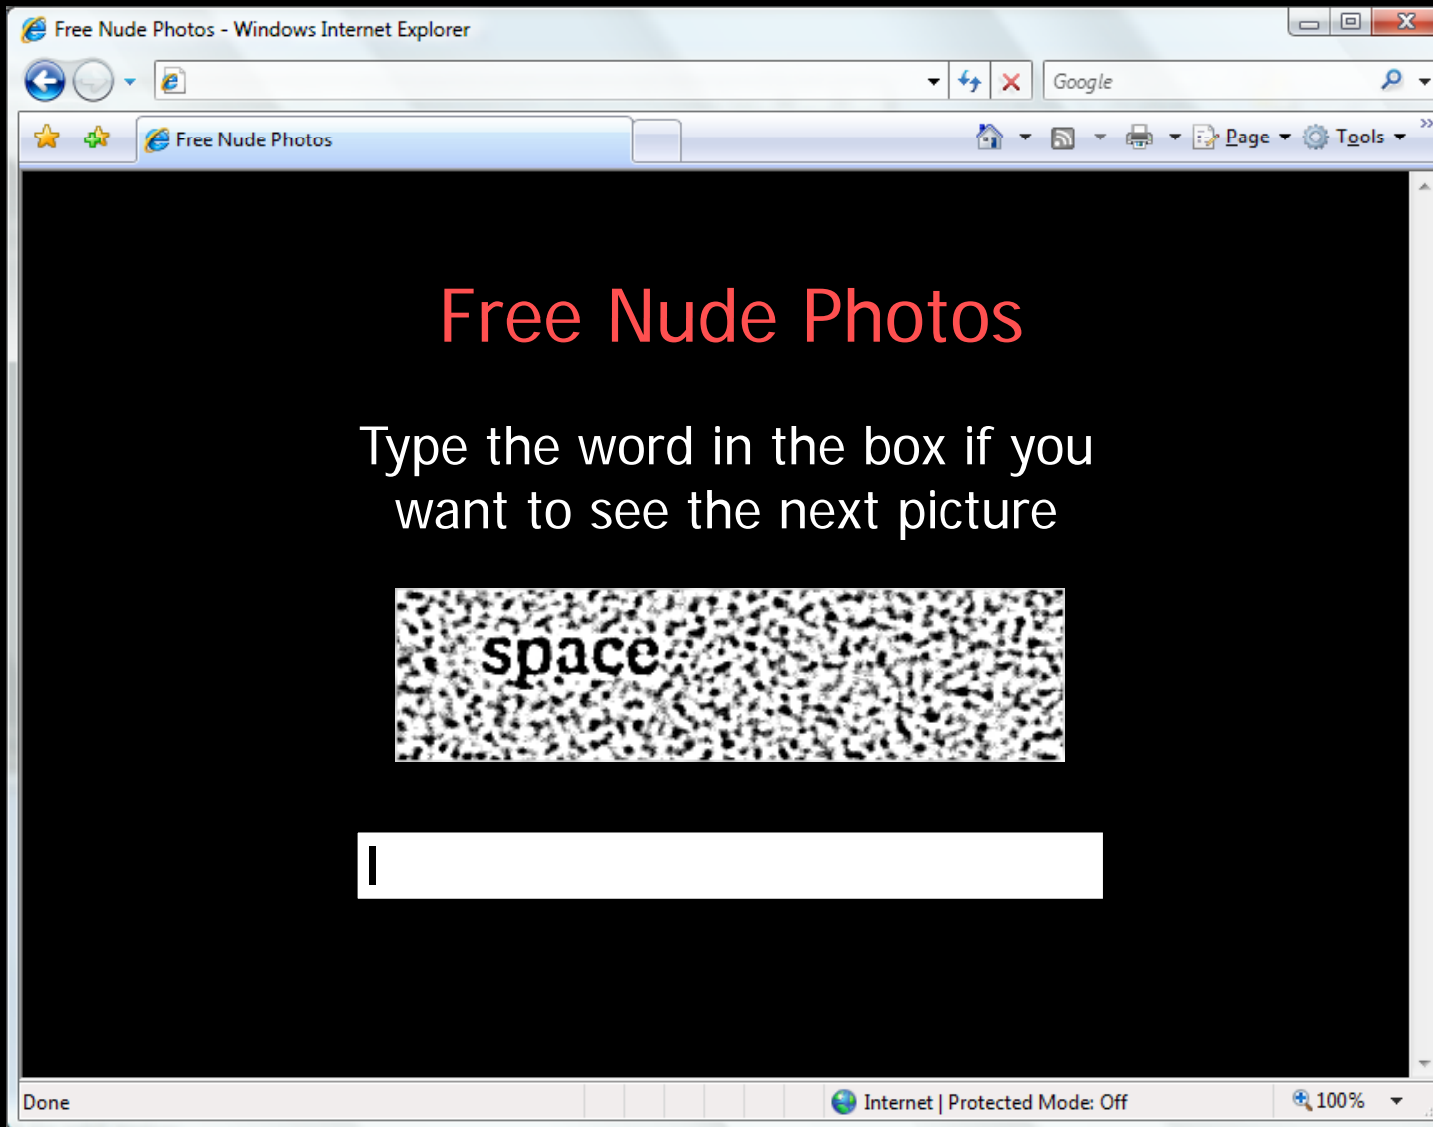 Free Nude Photos - Windows Internet Explorer
Google
Free Nude Photos
Page Tools
Free Nude Photos
Type the word in the box if you
want to see the next picture
space
Done
Internet | Protected Mode: Off
100%